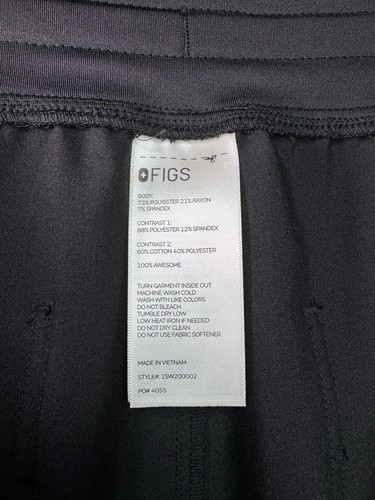 FIGS
BODY:
72% POLYESTER 21% RAYON
7% SPANDEX
CONTRAST 1:
88% POLYESTER 12% SPANDEX
CONTRAST 2:
60% COTTON 40% POLYESTER
100% AWESOME
TURN GARMENT INSIDE OUT
MACHINE WASH COLD
WASH WITH LIKE COLORS
DO NOT BLEACH
TUMBLE DRY LOW
LOW HEAT IRON IF NEEDED
DO NOT DRY CLEAN
DO NOT USE FABRIC SOFTENER
MADE IN VIETNAM
STYLE#: 1SW200002
PO# 4055